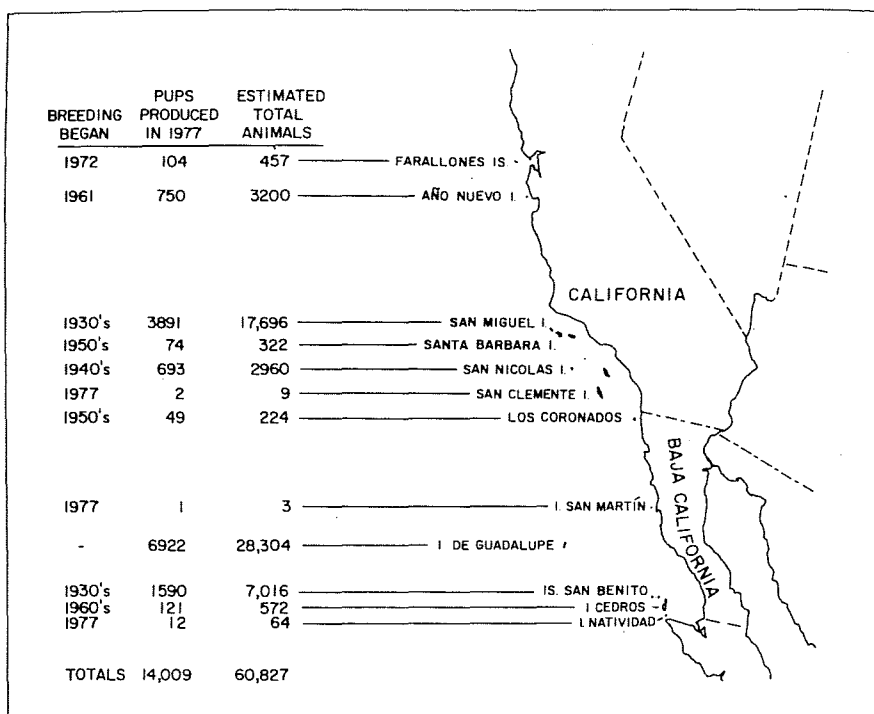 BREEDING BEGAN PUPS PRODUCED IN 1977 ESTIMATED TOTAL ANIMALS
1972 104 457 FARALLONES IS.
1961 750 3200 AÑO NUEVO I.
CALIFORNIA
1930's 3891 17,696 SAN MIGUEL I.
1950's 74 322 SANTA BARBARA I.
1940's 693 2960 SAN NICOLAS I.
1977 2 9 SAN CLEMENTE I.
1950's 49 224 LOS CORONADOS
BAJA CALIFORNIA
1977 1 3 I. SAN MARTÍN
- 6922 28,304 I DE GUADALUPE
1930's 1590 7,016 IS. SAN BENITO
1960's 121 572 I CEDROS
1977 12 64 I. NATIVIDAD
TOTALS 14,009 60,827